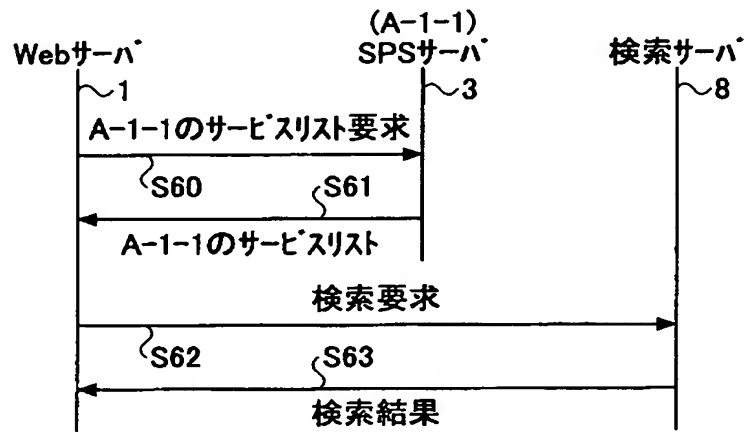 (A-1-1)
Webサーバ SPSサーバ 検索サーバ
1 3 8
A-1-1のサービスリスト要求
S60 S61
A-1-1のサービスリスト
検索要求
S62 S63
検索結果